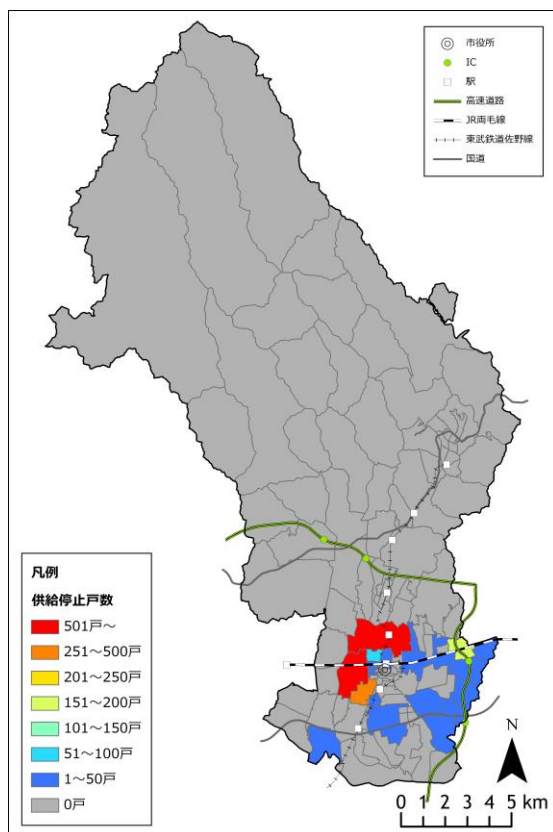 市役所
IC
駅
高速道路
JR両毛線
東武鉄道佐野線
国道
凡例
供給停止戸数
501戸～
251～500戸
201～250戸
151～200戸
101～150戸
51～100戸
1～50戸
0戸
N
0 1 2 3 4 5 km